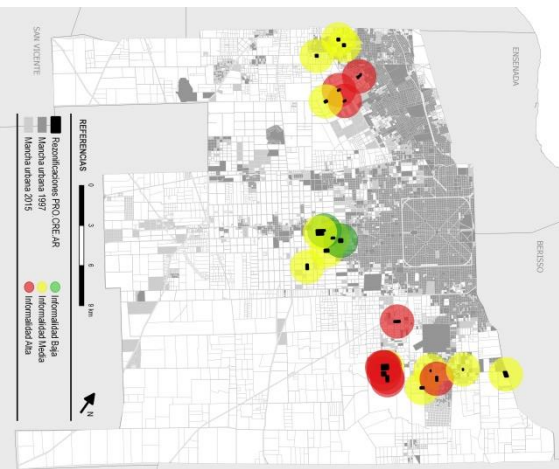 SAN VICENTE
ENSENADA
BERISSO
REFERENCIAS
0 3 6 9 km
Rezonificaciones PRO.CRE.AR
Mancha urbana 1997
Mancha urbana 2015
Informalidad Baja
Informalidad Media
Informalidad Alta
N